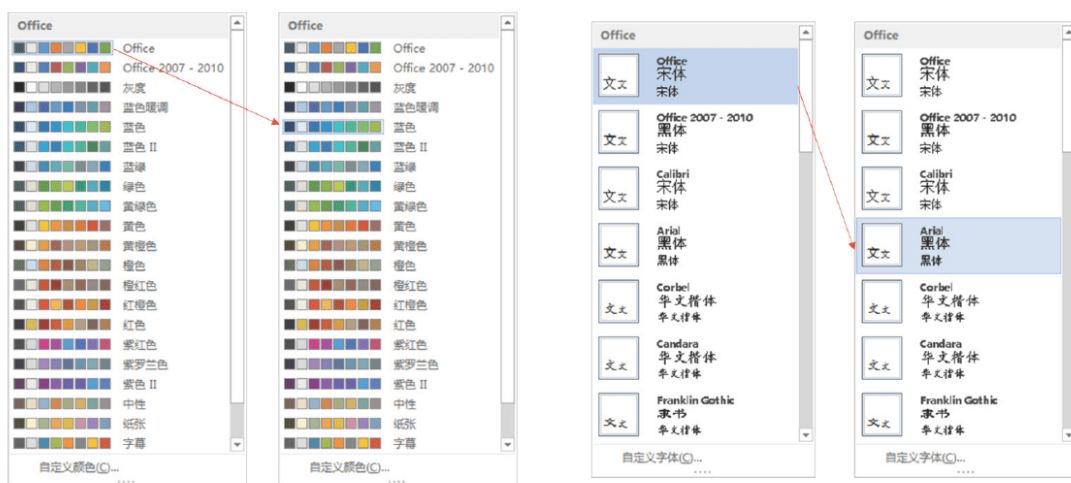 Office
Office
Office 2007 - 2010
灰度
蓝色暖调
蓝色
蓝色 II
蓝绿
绿色
黄绿色
黄色
黄橙色
橙色
橙红色
红橙色
红色
紫红色
紫罗兰色
紫色 II
中性
纸张
字幕
自定义颜色(C)...
Office
Office
Office 2007 - 2010
灰度
蓝色暖调
蓝色
蓝色 II
蓝绿
绿色
黄绿色
黄色
黄橙色
橙色
橙红色
红橙色
红色
紫红色
紫罗兰色
紫色 II
中性
纸张
字幕
自定义颜色(C)...
Office
文文
Office
宋体
宋体
文文
Office 2007 - 2010
黑体
宋体
文文
Calibri
宋体
宋体
文文
Arial
黑体
黑体
文文
Corbel
华文楷体
华文楷体
文文
Candara
华文楷体
华文楷体
文文
Franklin Gothic
隶书
华文楷体
自定义字体(C)...
Office
文文
Office
宋体
宋体
文文
Office 2007 - 2010
黑体
宋体
文文
Calibri
宋体
宋体
文文
Arial
黑体
黑体
文文
Corbel
华文楷体
华文楷体
文文
Candara
华文楷体
华文楷体
文文
Franklin Gothic
隶书
华文楷体
自定义字体(C)...